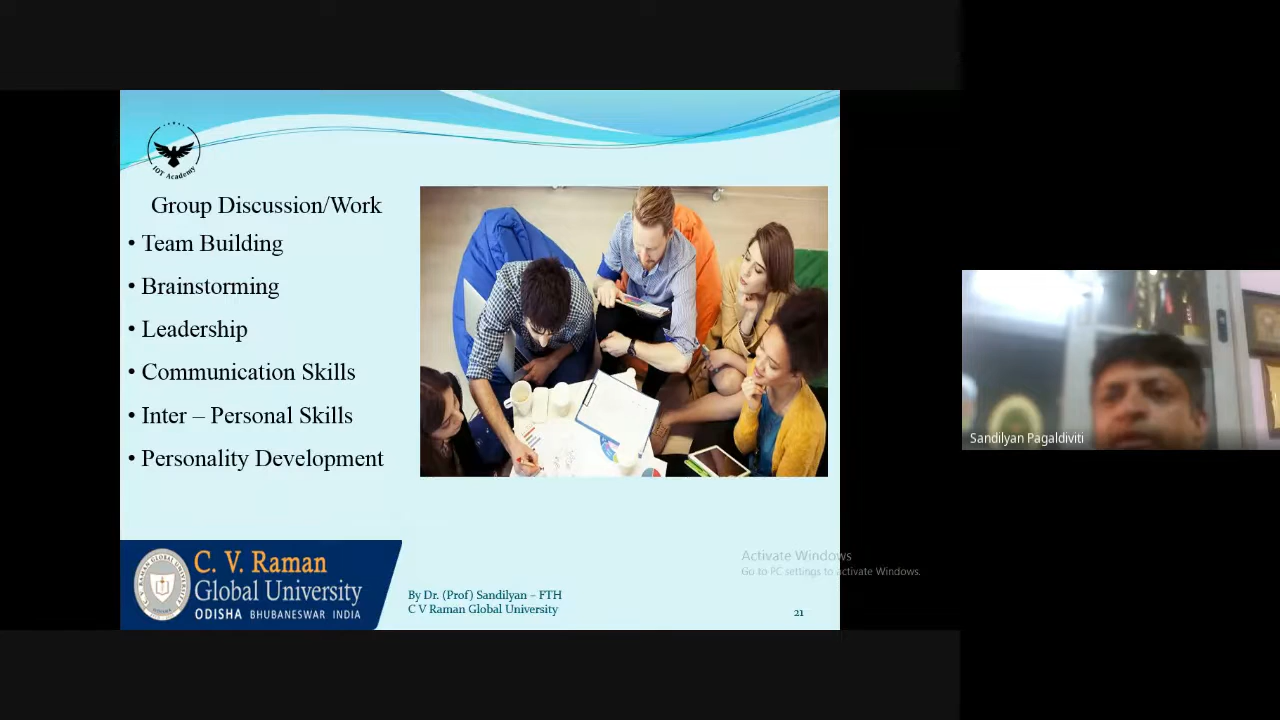 IOT Academy
Group Discussion/Work
• Team Building
• Brainstorming
• Leadership
• Communication Skills
• Inter – Personal Skills
• Personality Development
C. V. Raman
Global University
ODISHA BHUBANESWAR INDIA
By Dr. (Prof) Sandilyan – FTH
C V Raman Global University
21
Activate Windows
Go to PC settings to activate Windows.
Sandilyan Pagaldiviti